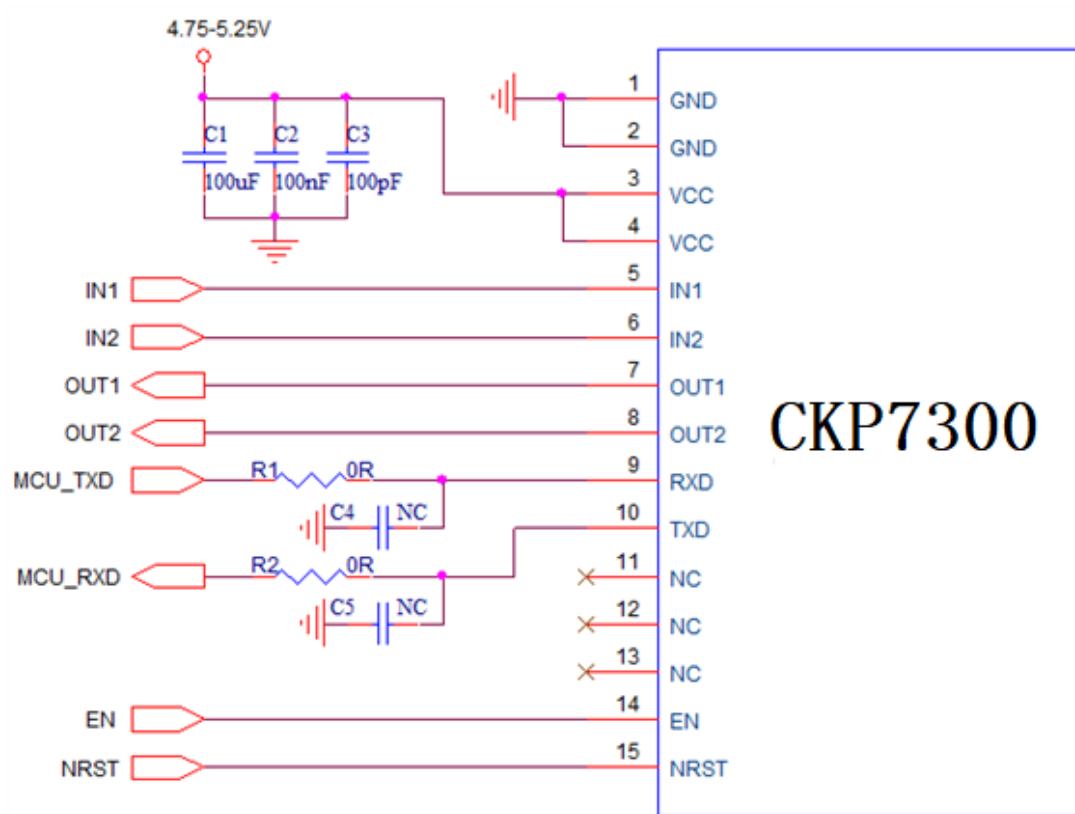 4.75-5.25V
C1 C2 C3
100uF 100nF 100pF
1 GND
2 GND
3 VCC
4 VCC
IN1 5 IN1
IN2 6 IN2
OUT1 7 OUT1
OUT2 8 OUT2
CKP7300
MCU_TXD R1 0R 9 RXD
C4 NC
10 TXD
MCU_RXD R2 0R
11 NC
C5 NC
12 NC
13 NC
EN 14 EN
NRST 15 NRST